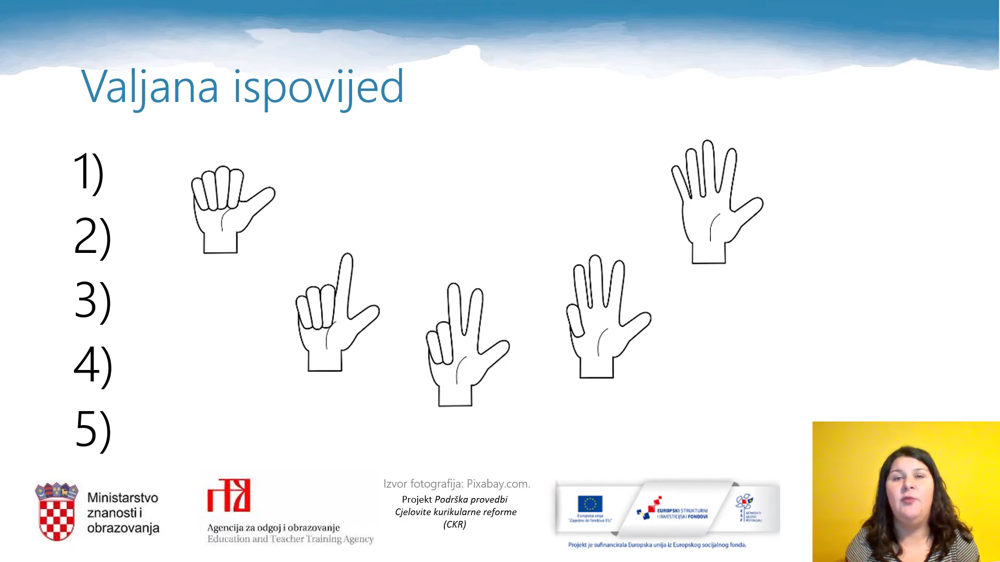 Valjana ispovijed
1)
2)
3)
4)
5)
Ministarstvo
znanosti i
obrazovanja
Agencija za odgoj i obrazovanje
Education and Teacher Training Agency
Izvor fotografija: Pixabay.com.
Projekt Podrška provedbi
Cjelovite kurikularne reforme
(CKR)
Europska unija
"Zajedno do fondova EU"
EUROPSKI STRUKTURNI
I INVESTICIJSKI FONDOVI
Projekt je sufinancirala Europska unija iz Europskog socijalnog fonda.